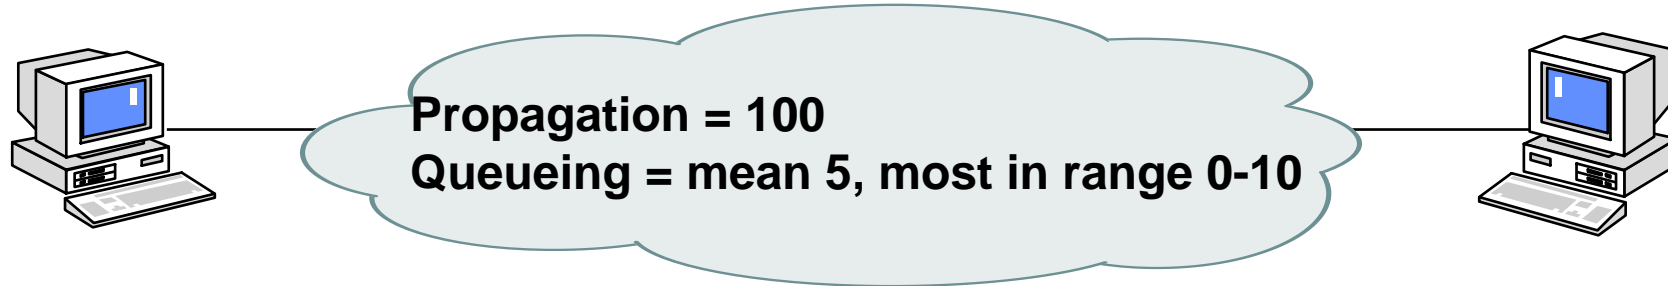 Propagation = 100
Queueing = mean 5, most in range 0-10